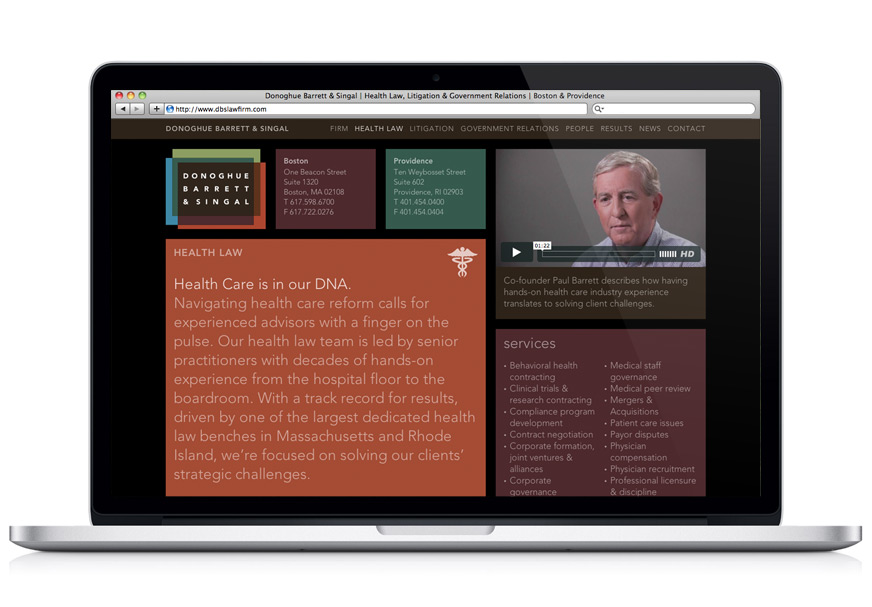 Donoghue Barrett & Singal | Health Law, Litigation & Government Relations | Boston & Providence
http://www.dbslawfirm.com
DONOGHUE BARRETT & SINGAL
FIRM HEALTH LAW LITIGATION GOVERNMENT RELATIONS PEOPLE RESULTS NEWS CONTACT
DONOGHUE
BARRETT
& SINGAL
Boston
One Beacon Street
Suite 1320
Boston, MA 02108
T 617.598.6700
F 617.722.0276
Providence
Ten Weybosset Street
Suite 602
Providence, RI 02903
T 401.454.0400
F 401.454.0404
01:22
HD
Co-founder Paul Barrett describes how having
hands-on health care industry experience
translates to solving client challenges.
HEALTH LAW
Health Care is in our DNA.
Navigating health care reform calls for
experienced advisors with a finger on the
pulse. Our health law team is led by senior
practitioners with decades of hands-on
experience from the hospital floor to the
boardroom. With a track record for results,
driven by one of the largest dedicated health
law benches in Massachusetts and Rhode
Island, we're focused on solving our clients'
strategic challenges.
services
• Behavioral health
contracting
• Clinical trials &
research contracting
• Compliance program
development
• Contract negotiation
• Corporate formation,
joint ventures &
alliances
• Corporate
governance
• Medical staff
governance
• Medical peer review
• Mergers &
Acquisitions
• Patient care issues
• Payor disputes
• Physician
compensation
• Physician recruitment
• Professional licensure
& discipline